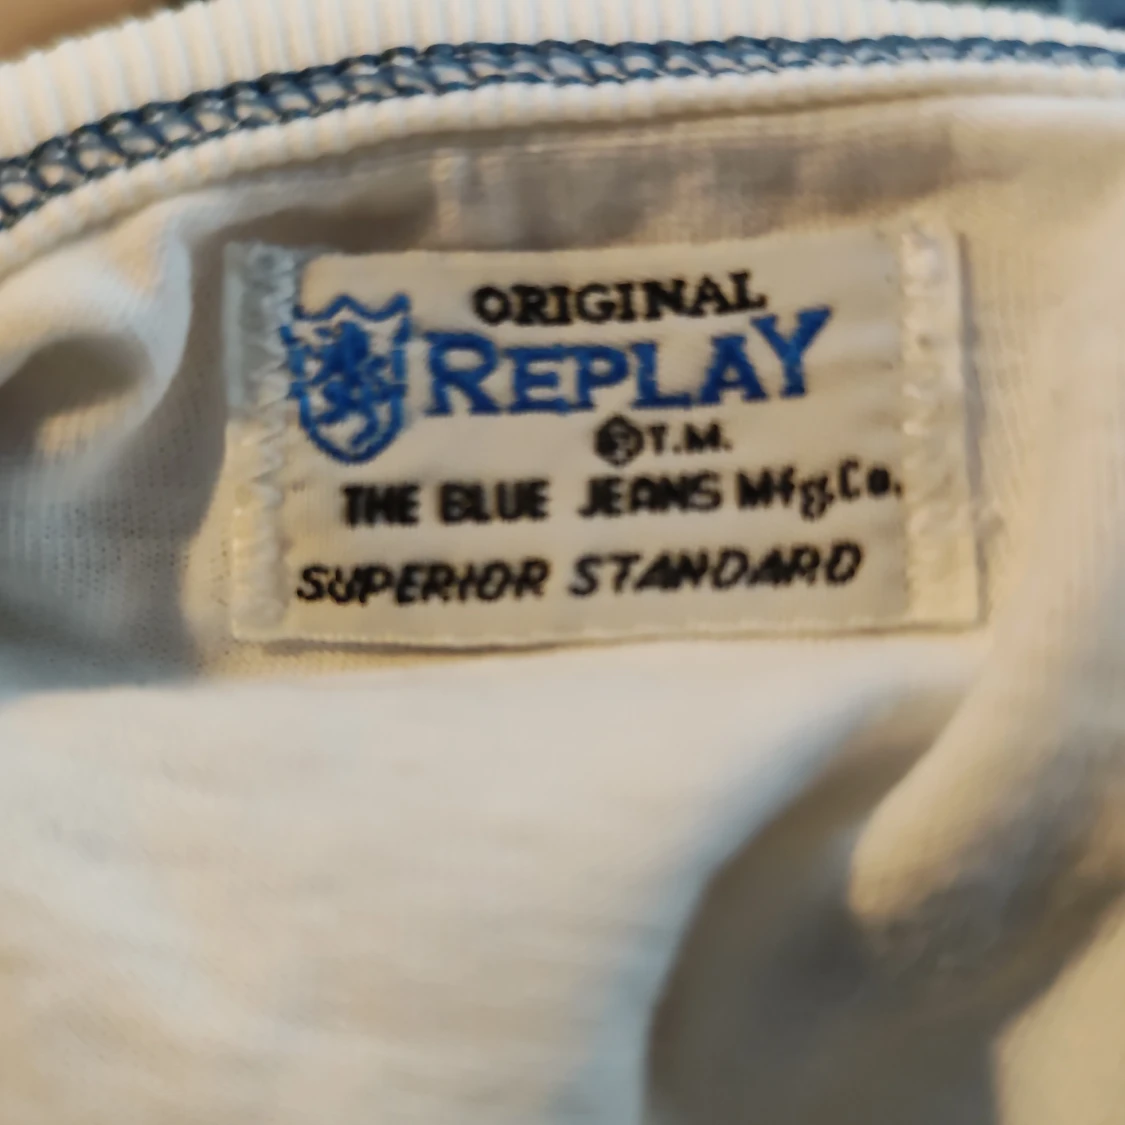 ORIGINAL
REPLAY
® T.M.
THE BLUE JEANS Mfg.Co.
SUPERIOR STANDARD